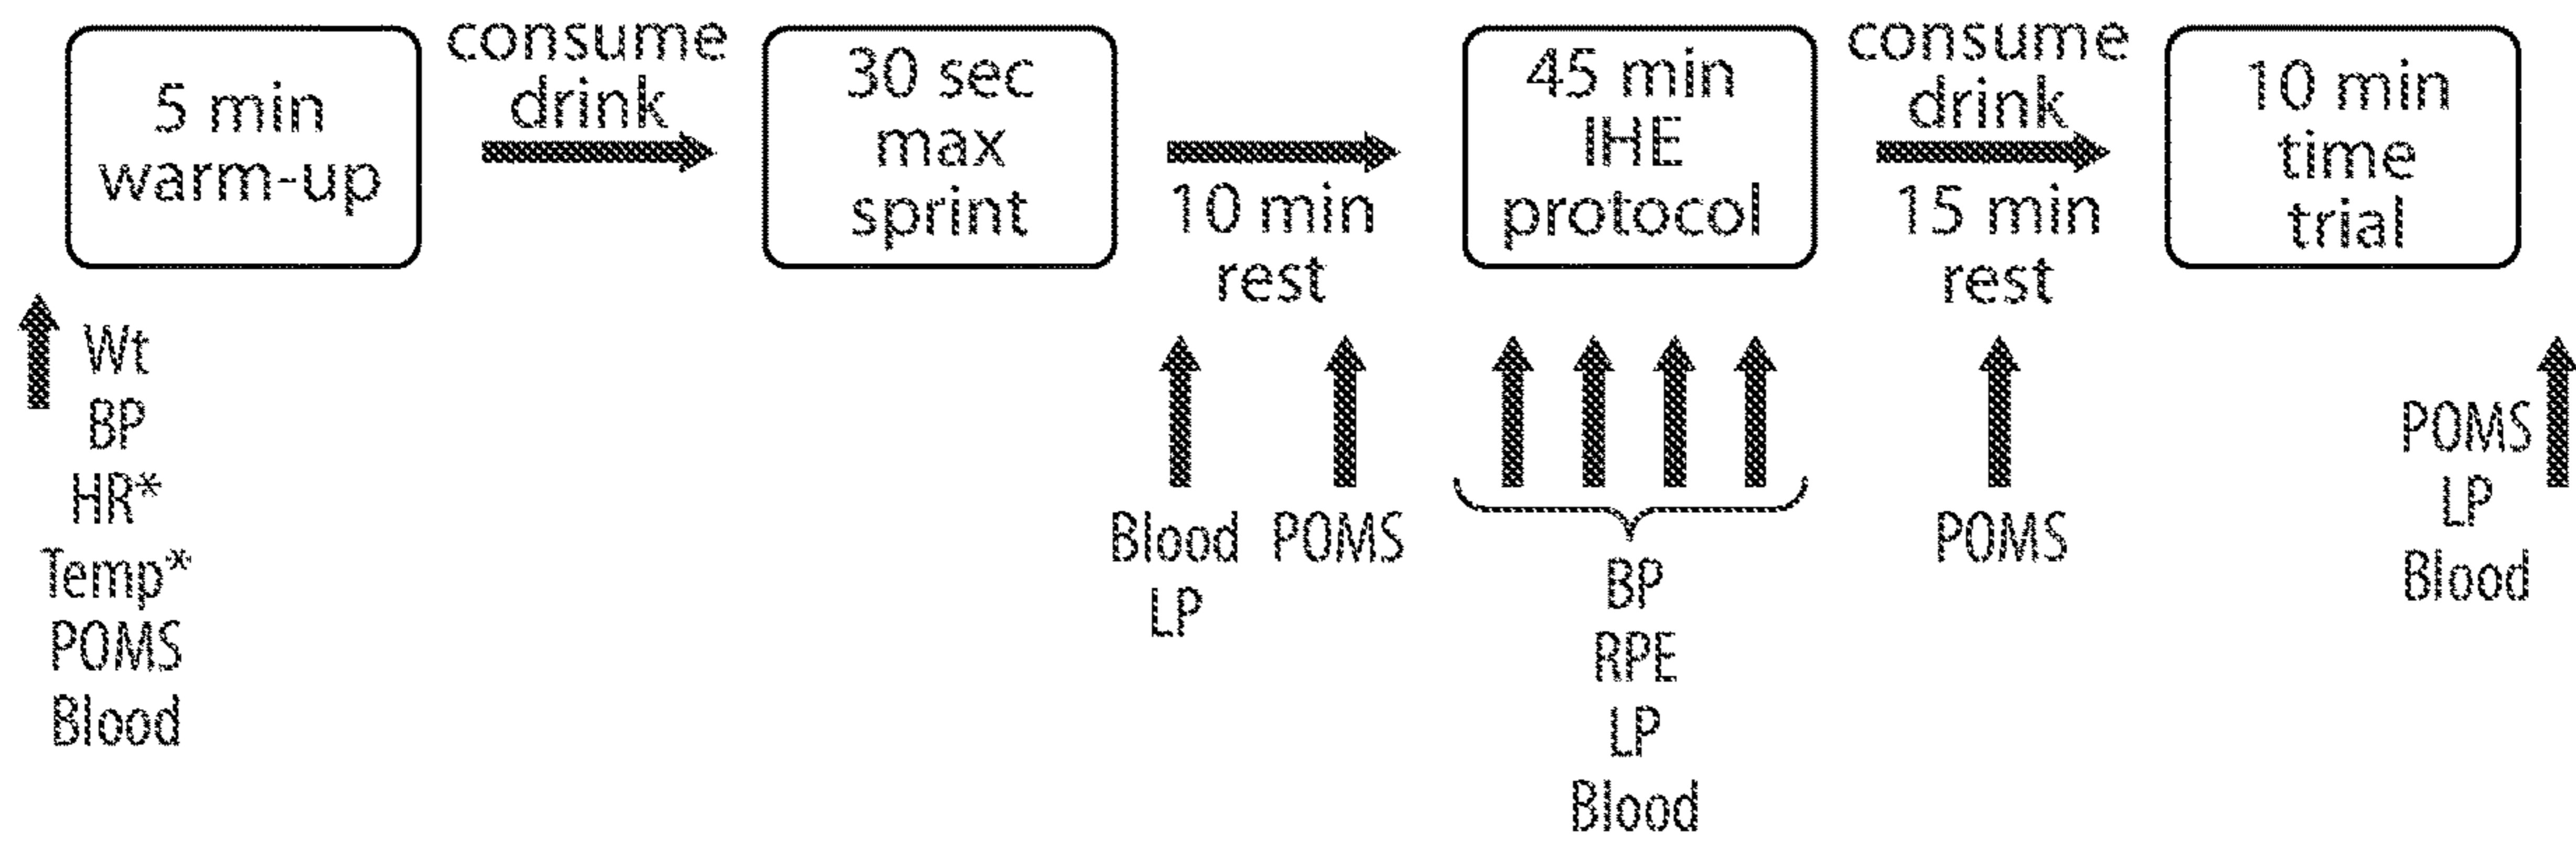 5 min
warm-up
consume
drink
30 sec
max
sprint
10 min
rest
45 min
IHE
protocol
consume
drink
15 min
rest
10 min
time
trial
Wt
BP
HR*
Temp*
POMS
Blood
Blood
LP
POMS
BP
RPE
LP
Blood
POMS
POMS
LP
Blood